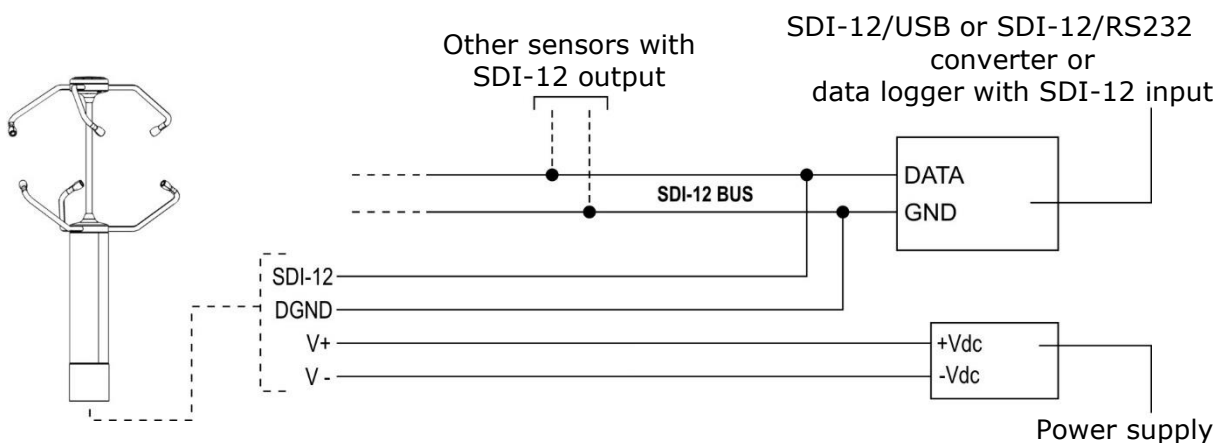 Other sensors with
SDI-12 output
SDI-12/USB or SDI-12/RS232
converter or
data logger with SDI-12 input
DATA
SDI-12 BUS
GND
SDI-12
DGND
V+
+Vdc
V -
-Vdc
Power supply